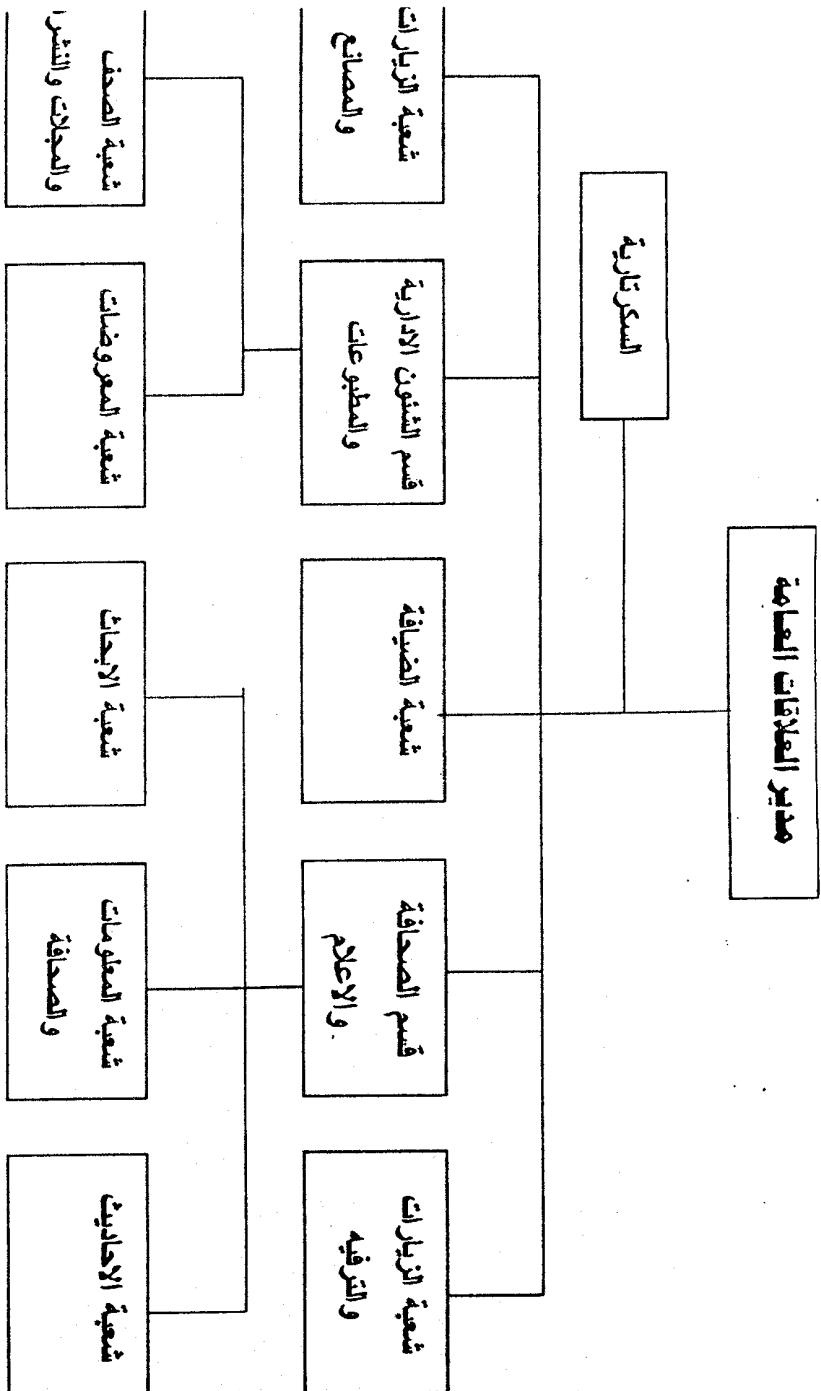 مدير العلاقات العامة
السكرتارية
شعبة الزيارات
والترفيه
قسم الصحافة
والاعلام.
شعبة الضيافة
قسم الشئون الادارية
والمطبوعات
شعبة الزيارات
والمصانع
شعبة الاحاديث
شعبة المعلومات
والصحافة
شعبة الابحاث
شعبة المعروضات
شعبة الصحف
والمجلات والنشرا